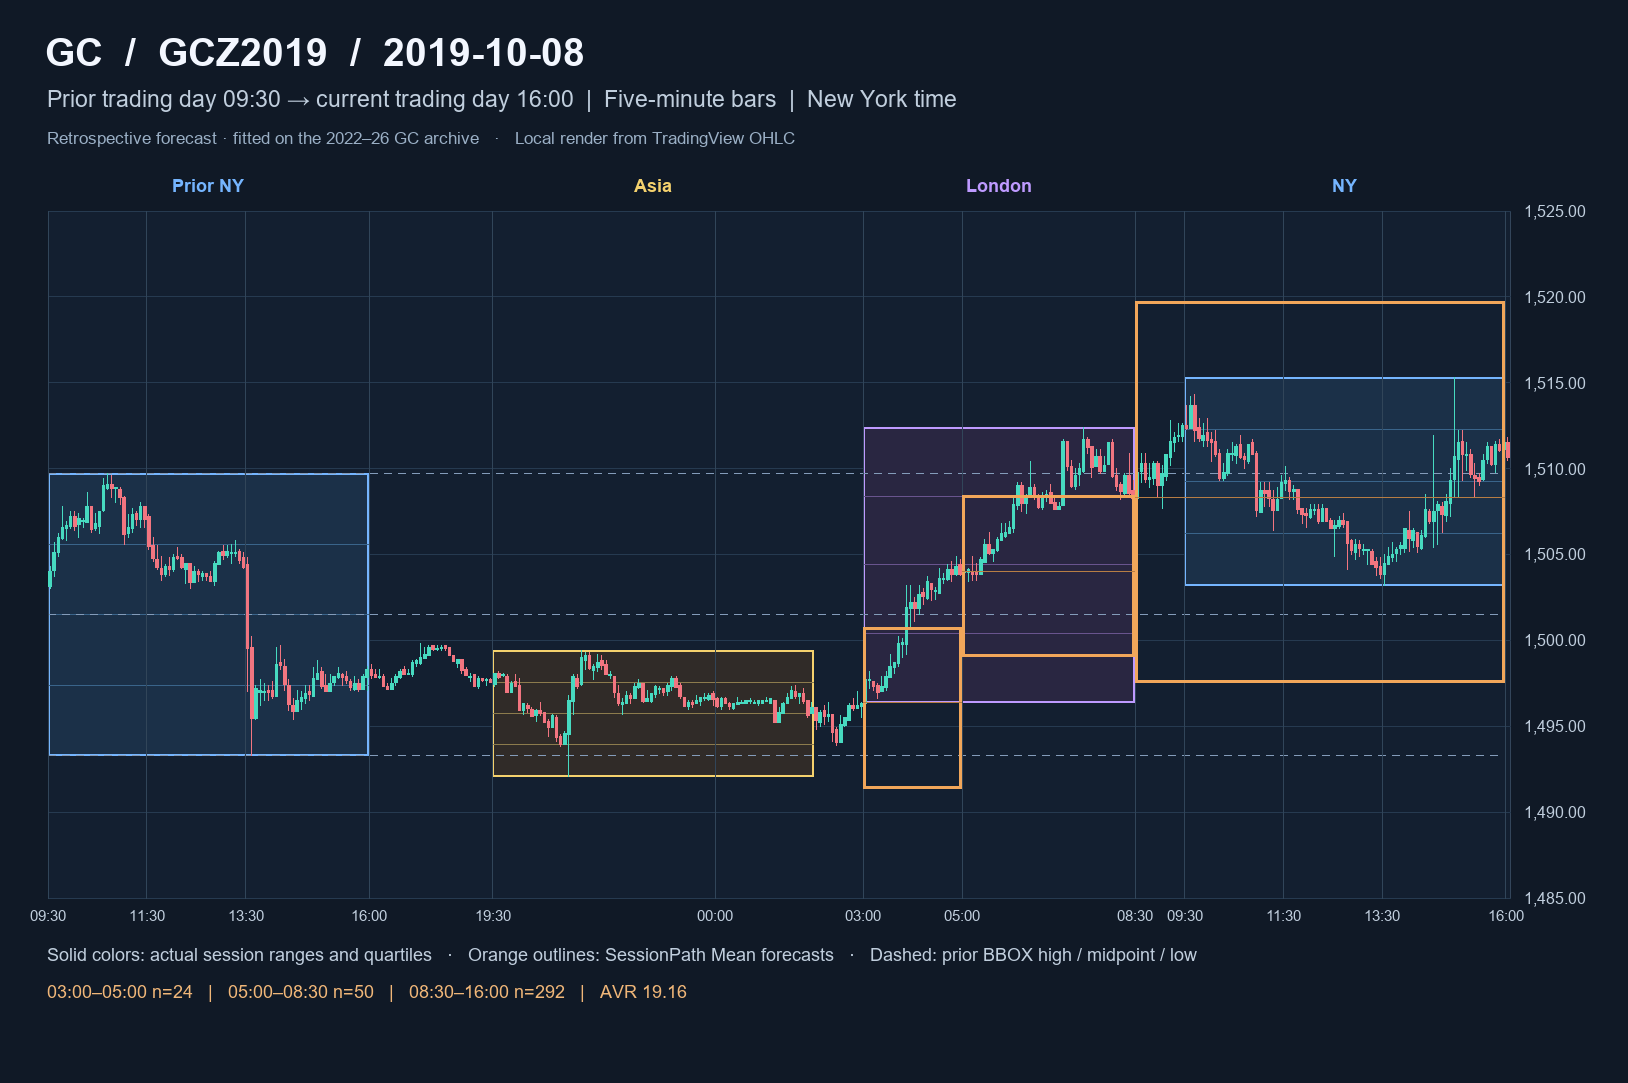 GC / GCZ2019 / 2019-10-08
Prior trading day 09:30 → current trading day 16:00 | Five-minute bars | New York time
Retrospective forecast · fitted on the 2022–26 GC archive · Local render from TradingView OHLC
Prior NY Asia London NY
1,525.00
1,520.00
1,515.00
1,510.00
1,505.00
1,500.00
1,495.00
1,490.00
1,485.00
09:30 11:30 13:30 16:00 19:30 00:00 03:00 05:00 08:30 09:30 11:30 13:30 16:00
Solid colors: actual session ranges and quartiles · Orange outlines: SessionPath Mean forecasts · Dashed: prior BBOX high / midpoint / low
03:00–05:00 n=24 | 05:00–08:30 n=50 | 08:30–16:00 n=292 | AVR 19.16